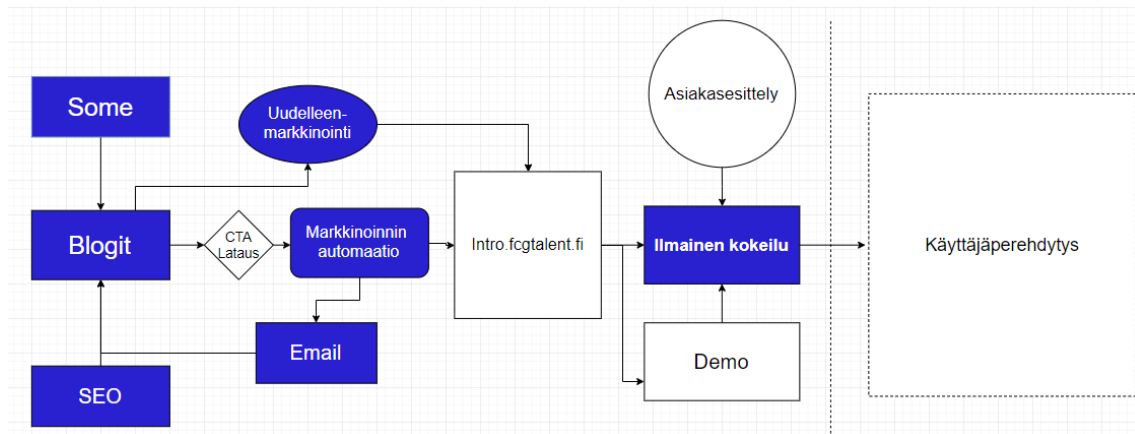 Some
Uudelleen-
markkinointi
Asiakasesittely
Blogit
CTA
Lataus
Markkinoinnin
automaatio
Intro.fcgtalent.fi
Ilmainen kokeilu
Käyttäjäperehdytys
Email
Demo
SEO